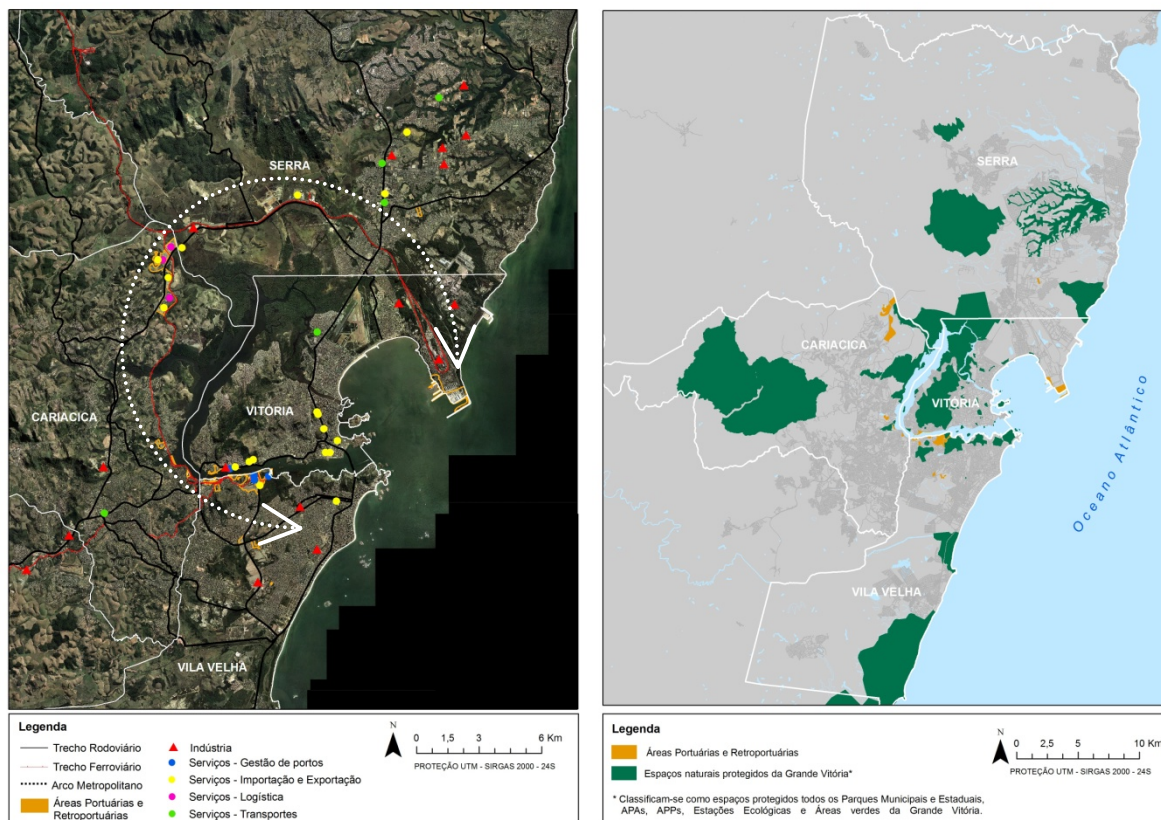 SERRA
CARIACICA
VITÓRIA
VILA VELHA
Legenda
Trecho Rodoviário
Trecho Ferroviário
Arco Metropolitano
Áreas Portuárias e
Retroportuárias
Indústria
Serviços - Gestão de portos
Serviços - Importação e Exportação
Serviços - Logística
Serviços - Transportes
N
0 1,5 3 6 Km
PROTEÇÃO UTM - SIRGAS 2000 - 24S
SERRA
CARIACICA
VITÓRIA
Oceano Atlântico
VILA VELHA
Legenda
Áreas Portuárias e Retroportuárias
Espaços naturais protegidos da Grande Vitória*
* Classificam-se como espaços protegidos todos os Parques Municipais e Estaduais,
APAs, APPs, Estações Ecológicas e Áreas verdes da Grande Vitória.
N
0 2,5 5 10 Km
PROTEÇÃO UTM - SIRGAS 2000 - 24S